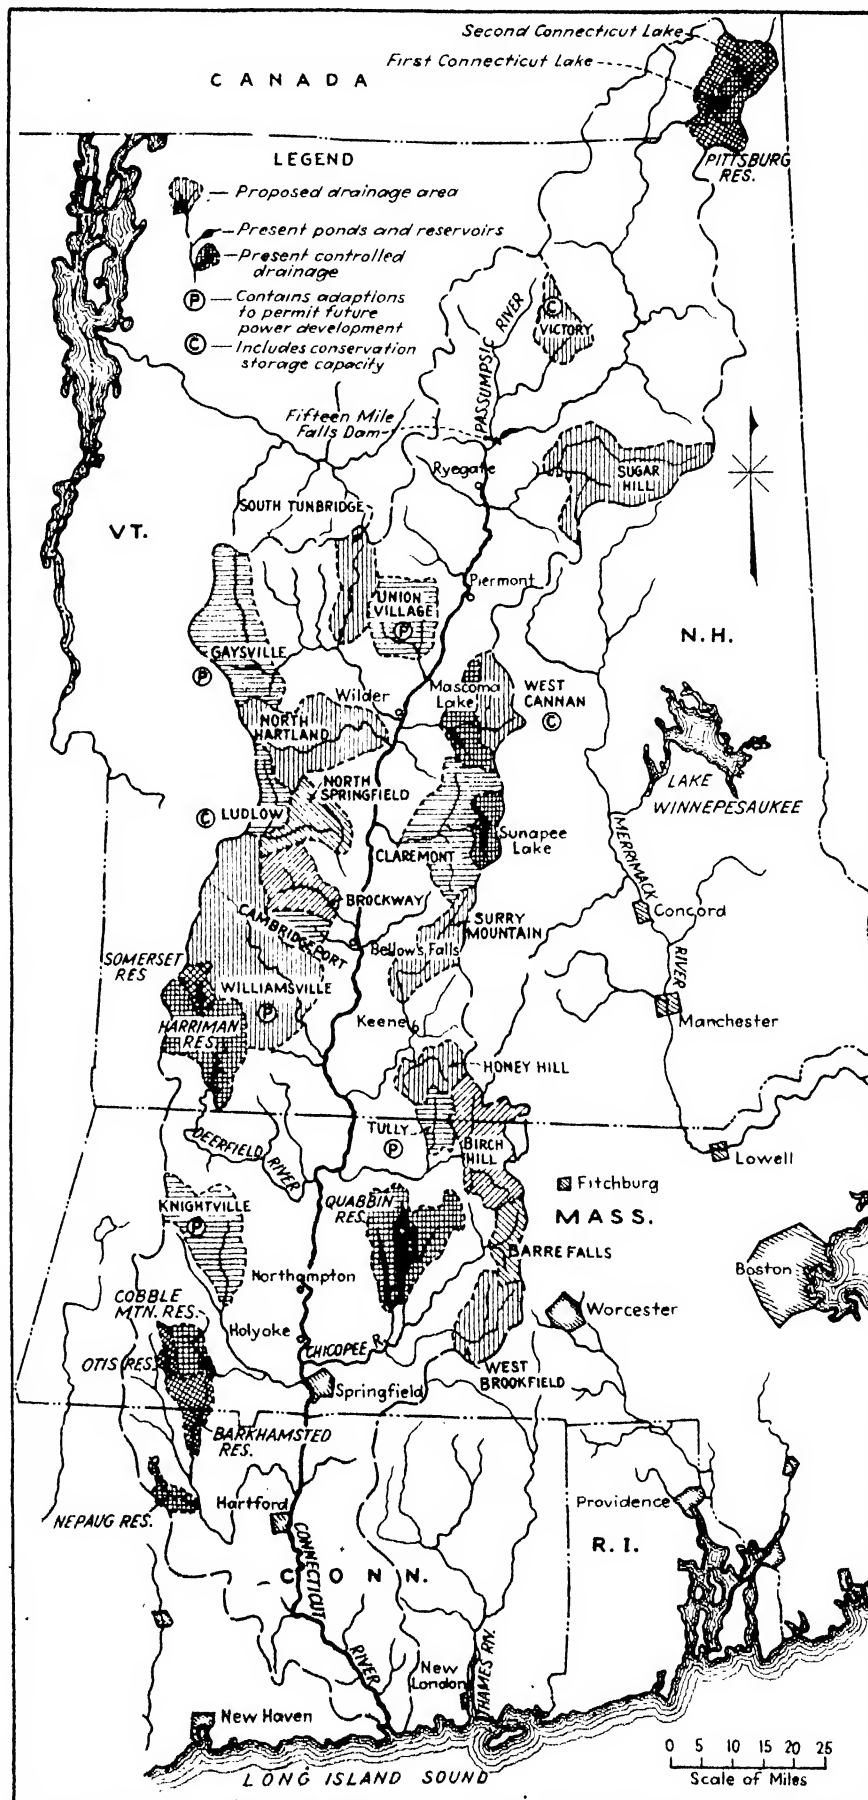 Second Connecticut Lake
First Connecticut Lake
CANADA
PITTSBURG
RES.
LEGEND
Proposed drainage area
Present ponds and reservoirs
Present controlled
drainage
P Contains adaptions
to permit future
power development
C Includes conservation
storage capacity
C
VICTORY
PASSUMPSIC RIVER
Fifteen Mile
Falls Dam
Ryegate
SUGAR
HILL
SOUTH TUNBRIDGE
VT.
Piermont
UNION
VILLAGE
P
N.H.
GAYSVILLE
P
Mascoma
Lake
WEST
CANNAN
C
Wilder
NORTH
HARTLAND
LAKE
WINNEPESAUKEE
NORTH
SPRINGFIELD
C LUDLOW
Sunapee
Lake
CLAREMONT
MERRIMACK RIVER
BROCKWAY
Concord
SURRY
MOUNTAIN
CAMBRIDGEPORT
Bellow's Falls
SOMERSET
RES
WILLIAMSVILLE
P
HARRIMAN
RES.
Keene
Manchester
HONEY HILL
TULLY
P
BIRCH
HILL
DEERFIELD RIVER
Lowell
Fitchburg
KNIGHTVILLE
P
QUABBIN
RES.
MASS.
BARRE FALLS
Boston
Northampton
COBBLE
MTN. RES.
Worcester
Holyoke
CHICOPEE R.
OTIS RES.
WEST
BROOKFIELD
Springfield
BARKHAMSTED
RES.
Hartford
Providence
NEPAUG RES.
R.I.
CONN.
CONNECTICUT RIVER
New
London
THAMES RIV.
New Haven
0 5 10 15 20 25
Scale of Miles
LONG ISLAND SOUND